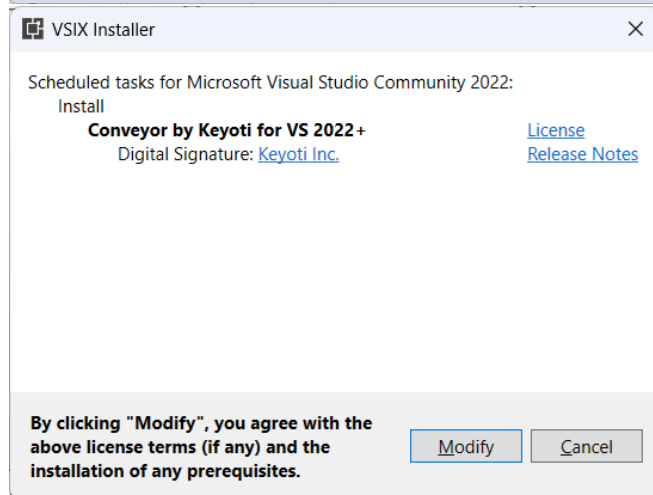 VSIX Installer
Scheduled tasks for Microsoft Visual Studio Community 2022:
Install
Conveyor by Keyoti for VS 2022+ License
Digital Signature: Keyoti Inc. Release Notes
By clicking "Modify", you agree with the
above license terms (if any) and the
installation of any prerequisites.
Modify Cancel